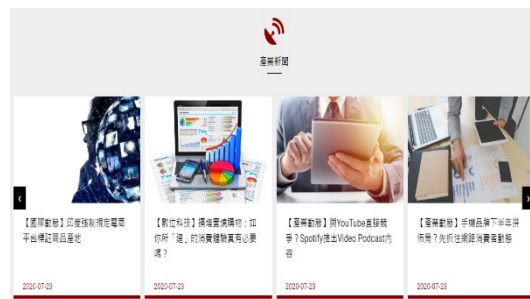 產業新聞
【國際動態】印度強制規定電商
平台標註商品產地
2020-07-23
【數位科技】擴增實境購物：如
你所「建」的消費體驗真有必要
嗎？
2020-07-23
【產業動態】與YouTube直接競
爭？Spotify推出Video Podcast內
容
2020-07-23
【產業動態】手機品牌下半年拼
佈局？先抓住網路消費者動態
2020-07-23